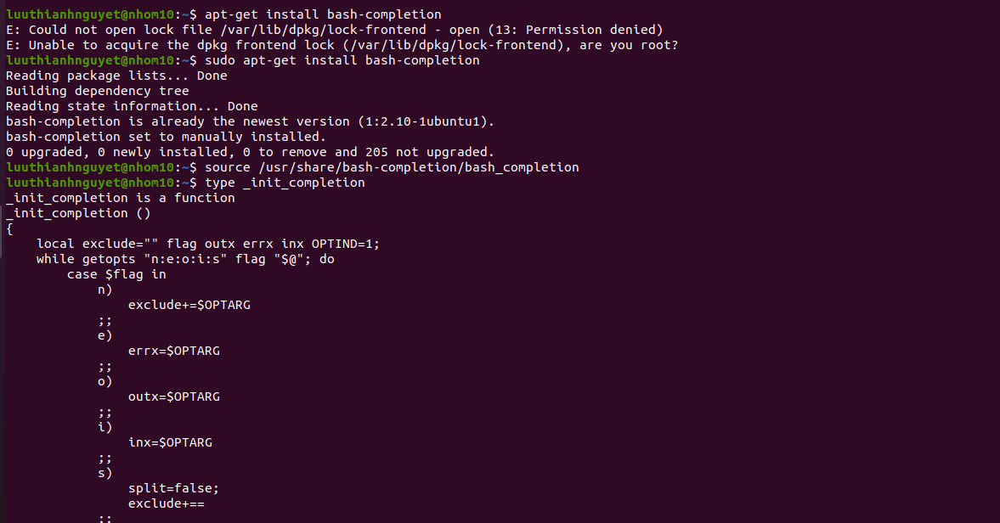 luuthianhnguyet@nhom10:~$ apt-get install bash-completion
E: Could not open lock file /var/lib/dpkg/lock-frontend - open (13: Permission denied)
E: Unable to acquire the dpkg frontend lock (/var/lib/dpkg/lock-frontend), are you root?
luuthianhnguyet@nhom10:~$ sudo apt-get install bash-completion
Reading package lists... Done
Building dependency tree
Reading state information... Done
bash-completion is already the newest version (1:2.10-1ubuntu1).
bash-completion set to manually installed.
0 upgraded, 0 newly installed, 0 to remove and 205 not upgraded.
luuthianhnguyet@nhom10:~$ source /usr/share/bash-completion/bash_completion
luuthianhnguyet@nhom10:~$ type _init_completion
_init_completion is a function
_init_completion ()
{
    local exclude="" flag outx errx inx OPTIND=1;
    while getopts "n:e:o:i:s" flag "$@"; do
        case $flag in
            n)
                exclude+=$OPTARG
            ;;
            e)
                errx=$OPTARG
            ;;
            o)
                outx=$OPTARG
            ;;
            i)
                inx=$OPTARG
            ;;
            s)
                split=false;
                exclude+==
            ;;